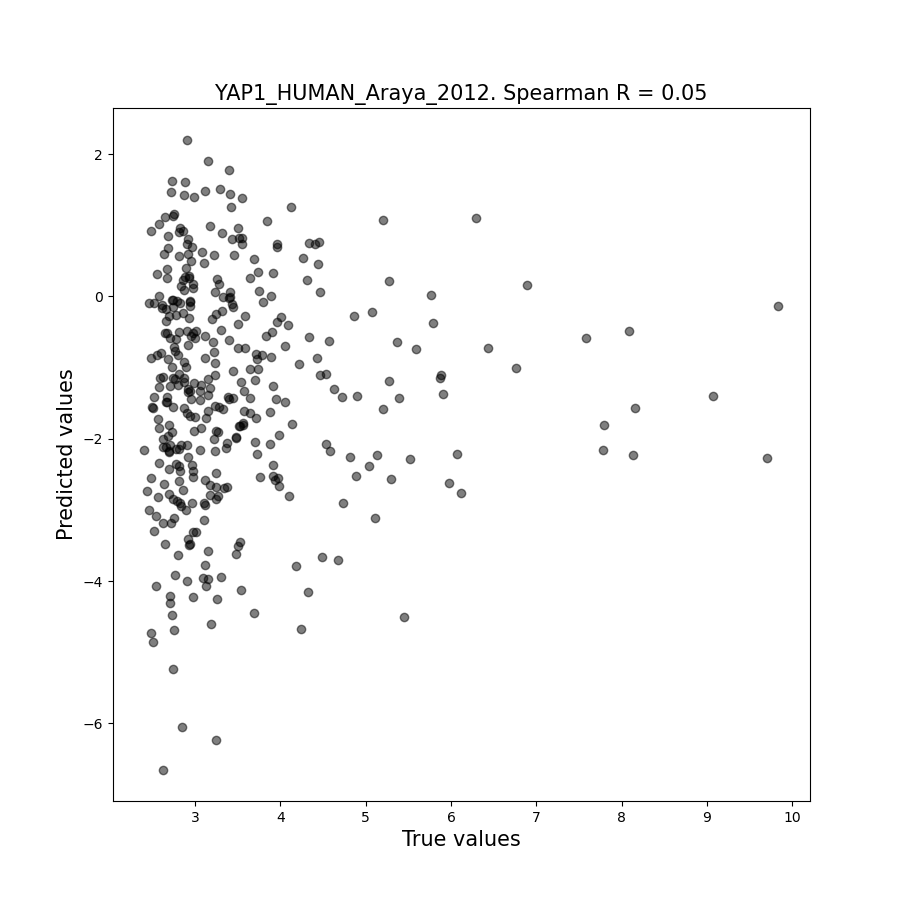 YAP1_HUMAN_Araya_2012. Spearman R = 0.05
2
0
−2
−4
−6
Predicted values
3 4 5 6 7 8 9 10
True values